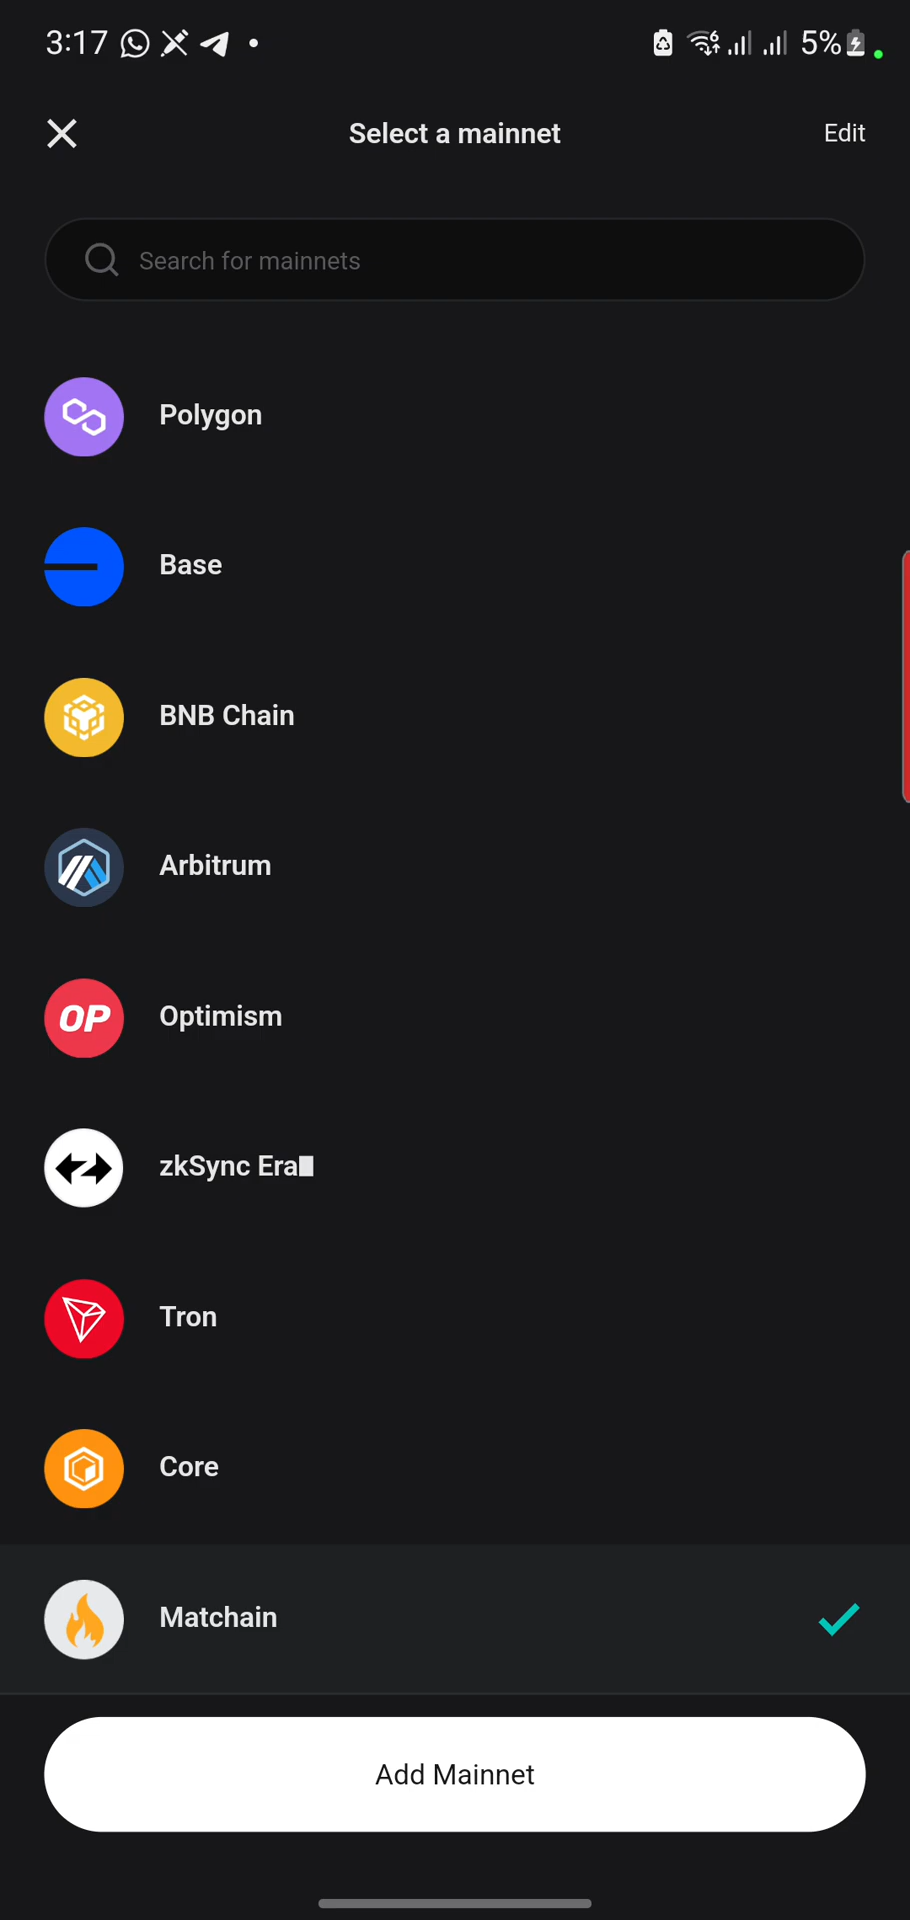 3:17 5%
Select a mainnet Edit
Search for mainnets
Polygon
Base
BNB Chain
Arbitrum
OP Optimism
zkSync Era
Tron
Core
Matchain
Add Mainnet